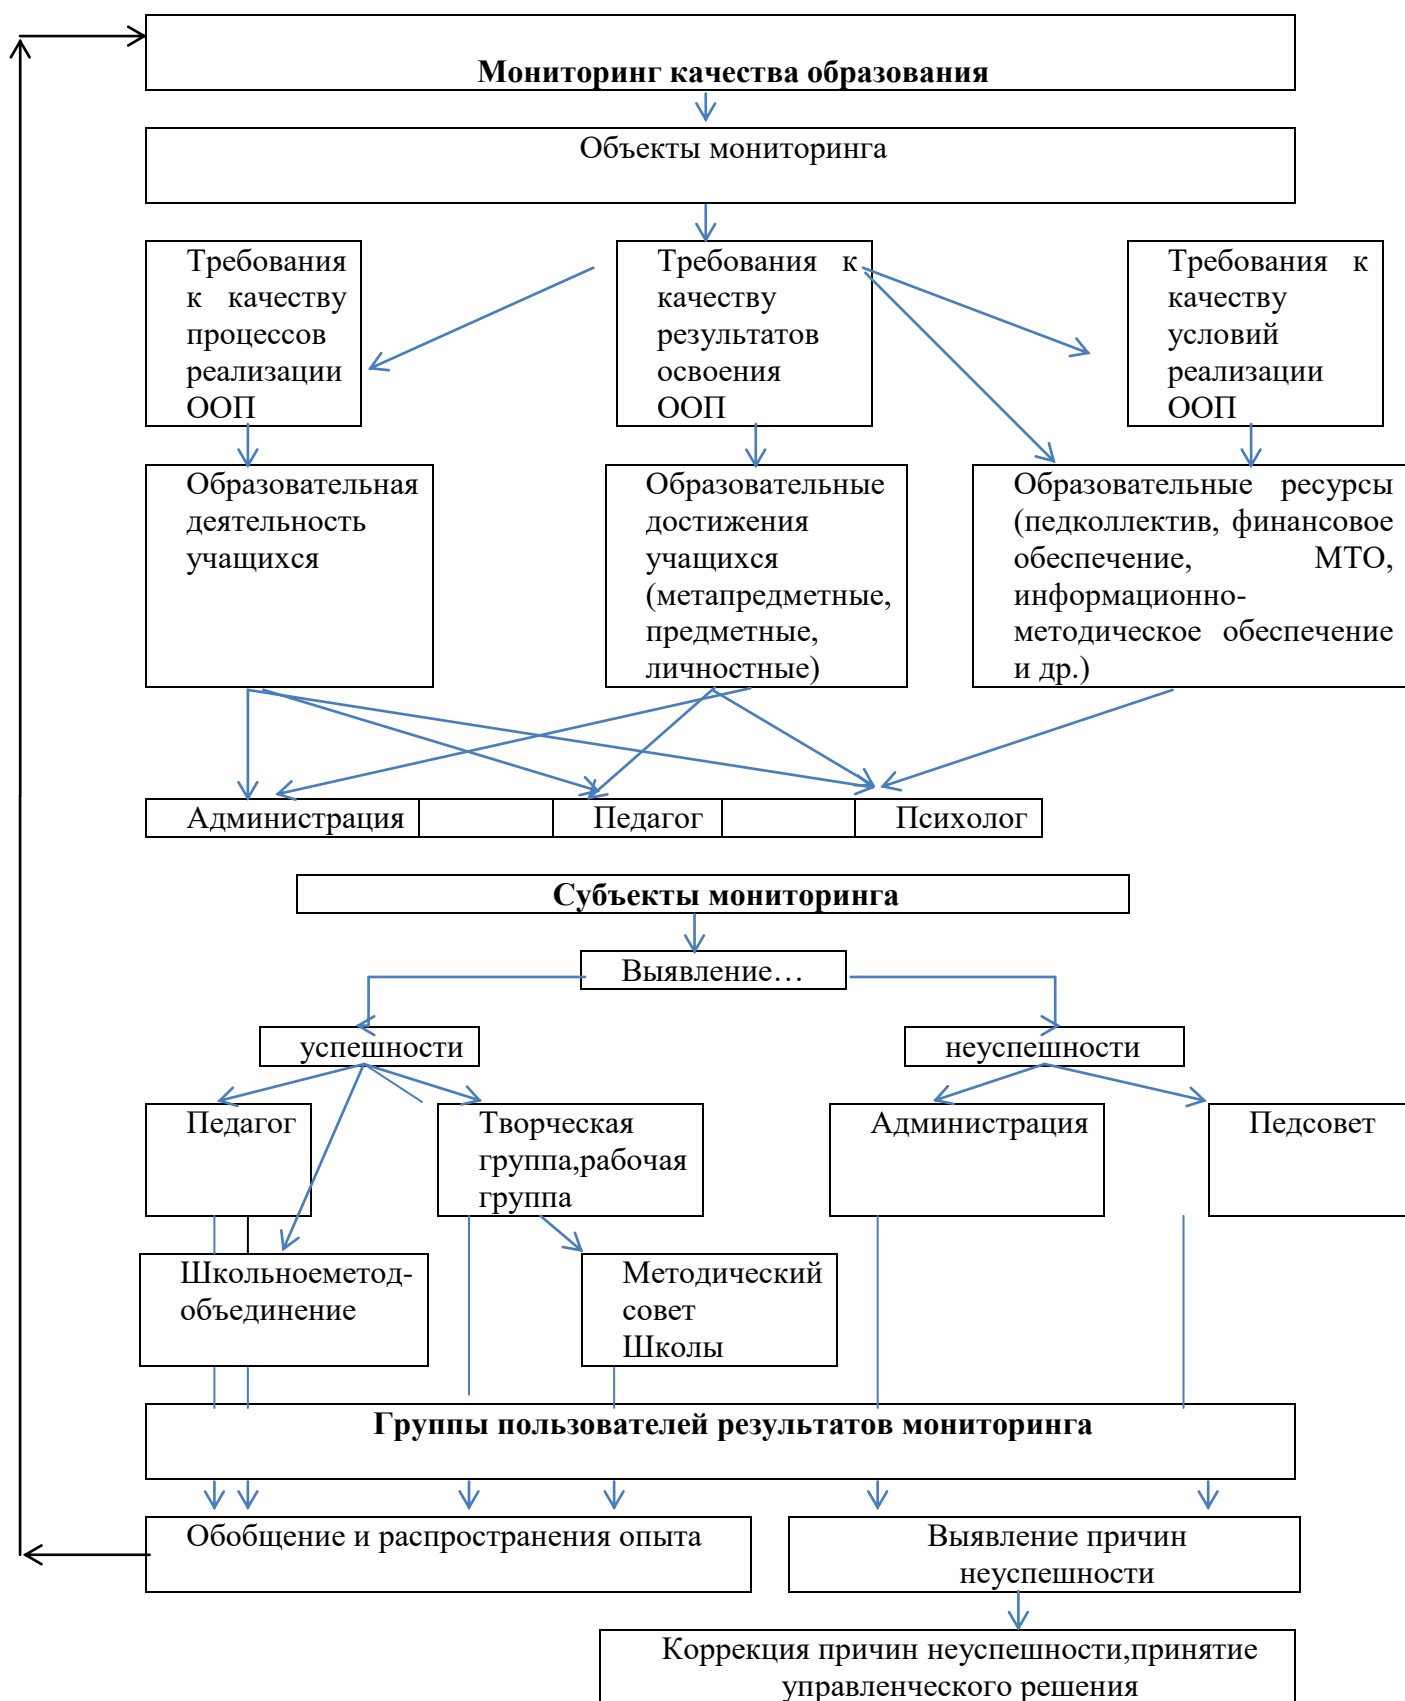 Мониторинг качества образования
Объекты мониторинга
Требования
к качеству
процессов
реализации
ООП
Требования к
качеству
результатов
освоения
ООП
Требования к
качеству
условий
реализации
ООП
Образовательная
деятельность
учащихся
Образовательные
достижения
учащихся
(метапредметные,
предметные,
личностные)
Образовательные ресурсы
(педколлектив, финансовое
обеспечение, МТО,
информационно-
методическое обеспечение
и др.)
Администрация
Педагог
Психолог
Субъекты мониторинга
Выявление…
успешности
неуспешности
Педагог
Творческая
группа,рабочая
группа
Администрация
Педсовет
Школьноеметод-
объединение
Методический
совет
Школы
Группы пользователей результатов мониторинга
Обобщение и распространения опыта
Выявление причин
неуспешности
Коррекция причин неуспешности,принятие
управленческого решения